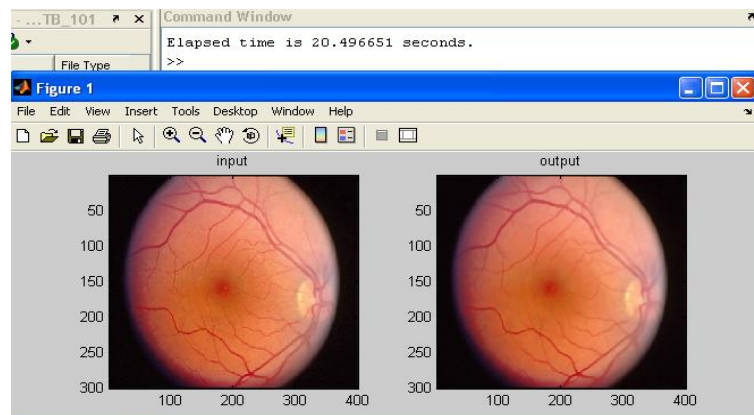 - ...TB_101
Command Window
Elapsed time is 20.496651 seconds.
File Type
>>
Figure 1
File Edit View Insert Tools Desktop Window Help
input
output
50
100
150
200
250
300
100 200 300 400
50
100
150
200
250
300
100 200 300 400